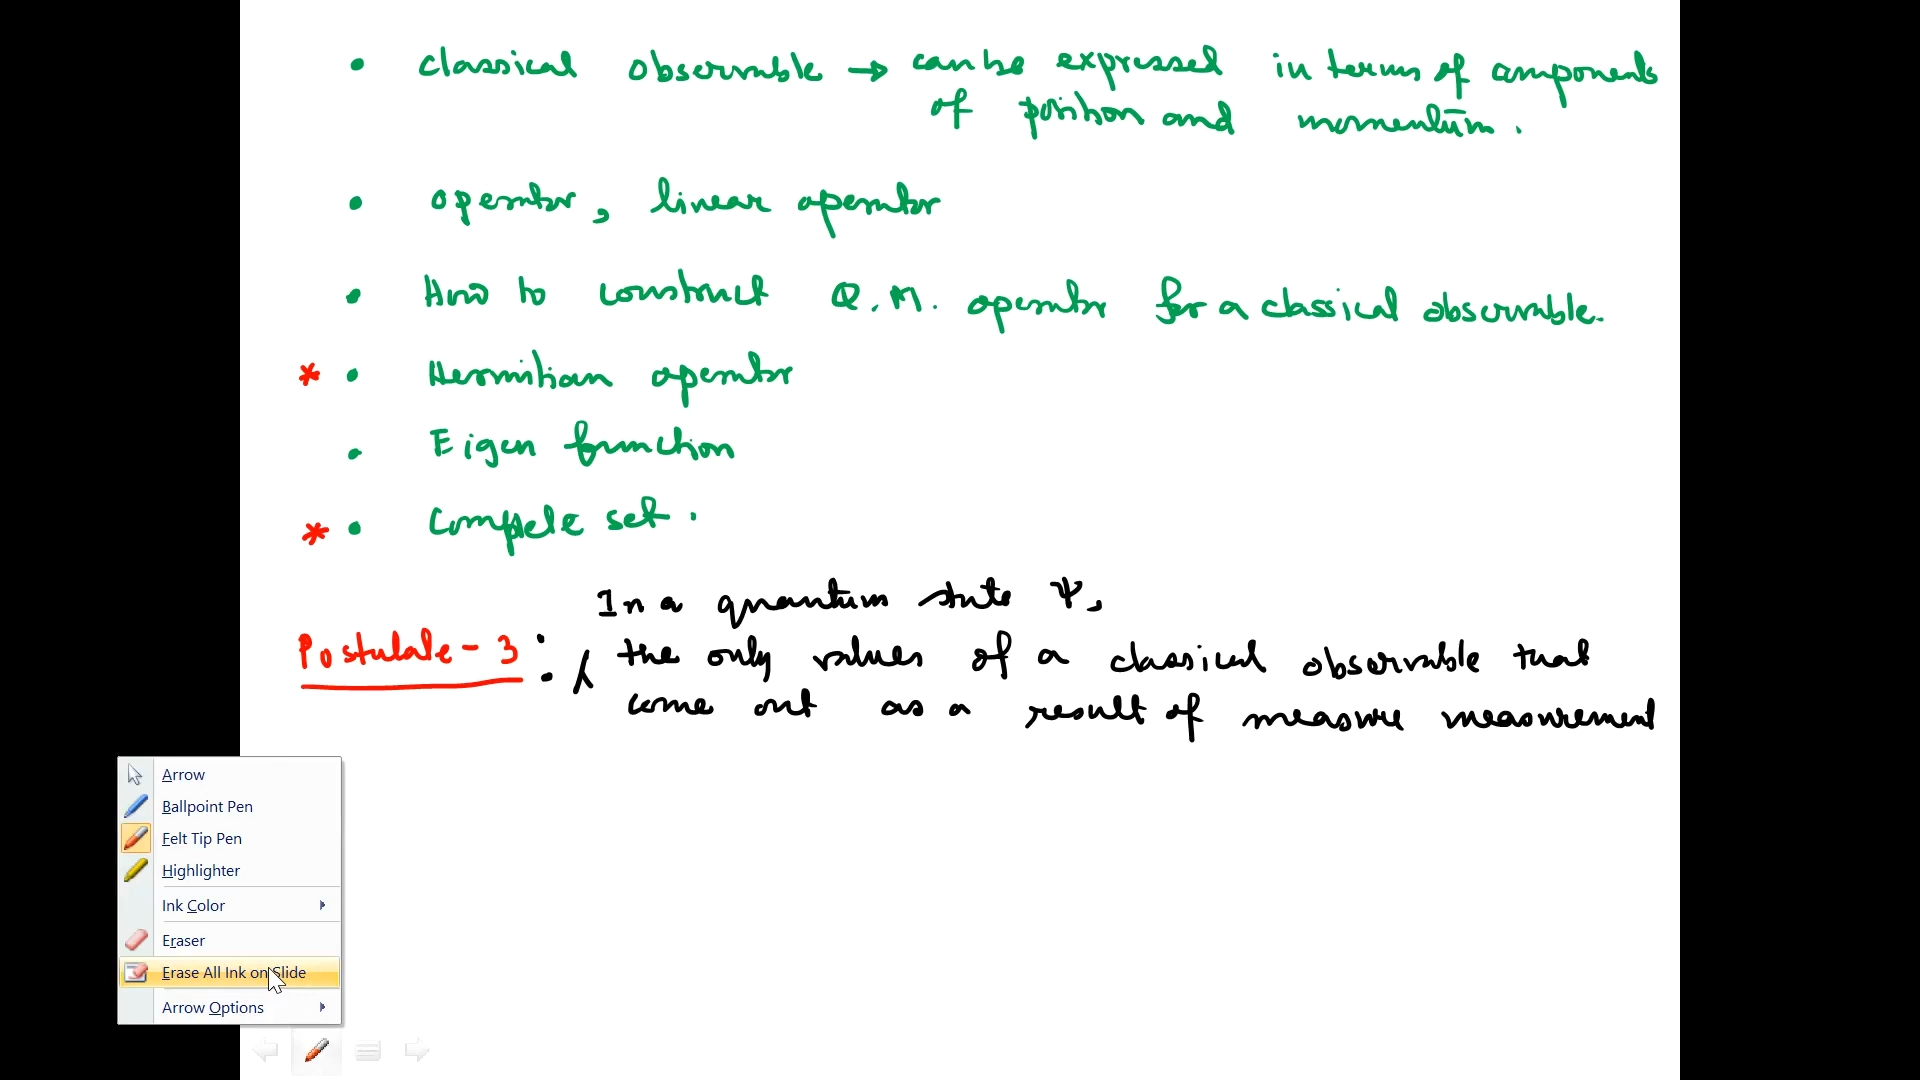 • classical observable → can be expressed in terms of components
of position and momentum.
• operator, linear operator
• How to construct Q.M. operator for a classical observable.
* • Hermitian operator
• Eigen function
* • Complete set.
In a quantum state Ψ,
Postulate - 3 : the only values of a classical observable that
come out as a result of measure measurement
Arrow
Ballpoint Pen
Felt Tip Pen
Highlighter
Ink Color
Eraser
Erase All Ink on Slide
Arrow Options